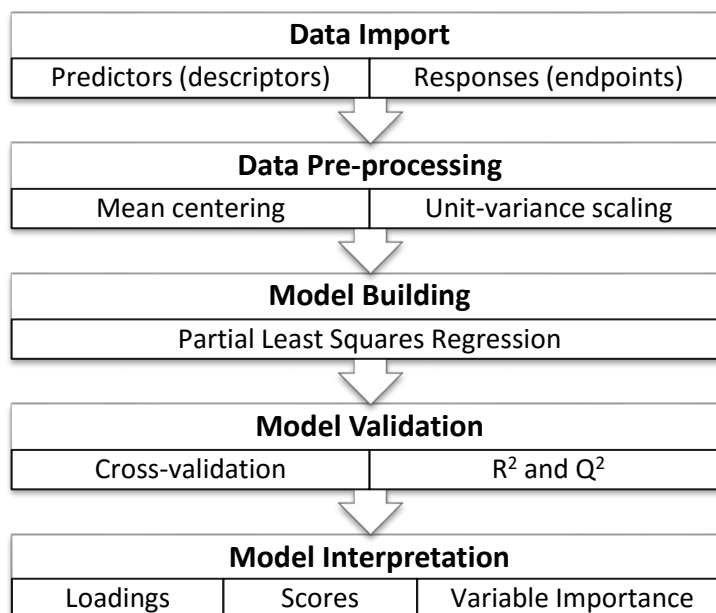 Data Import
Predictors (descriptors) Responses (endpoints)
Data Pre-processing
Mean centering Unit-variance scaling
Model Building
Partial Least Squares Regression
Model Validation
Cross-validation R² and Q²
Model Interpretation
Loadings Scores Variable Importance